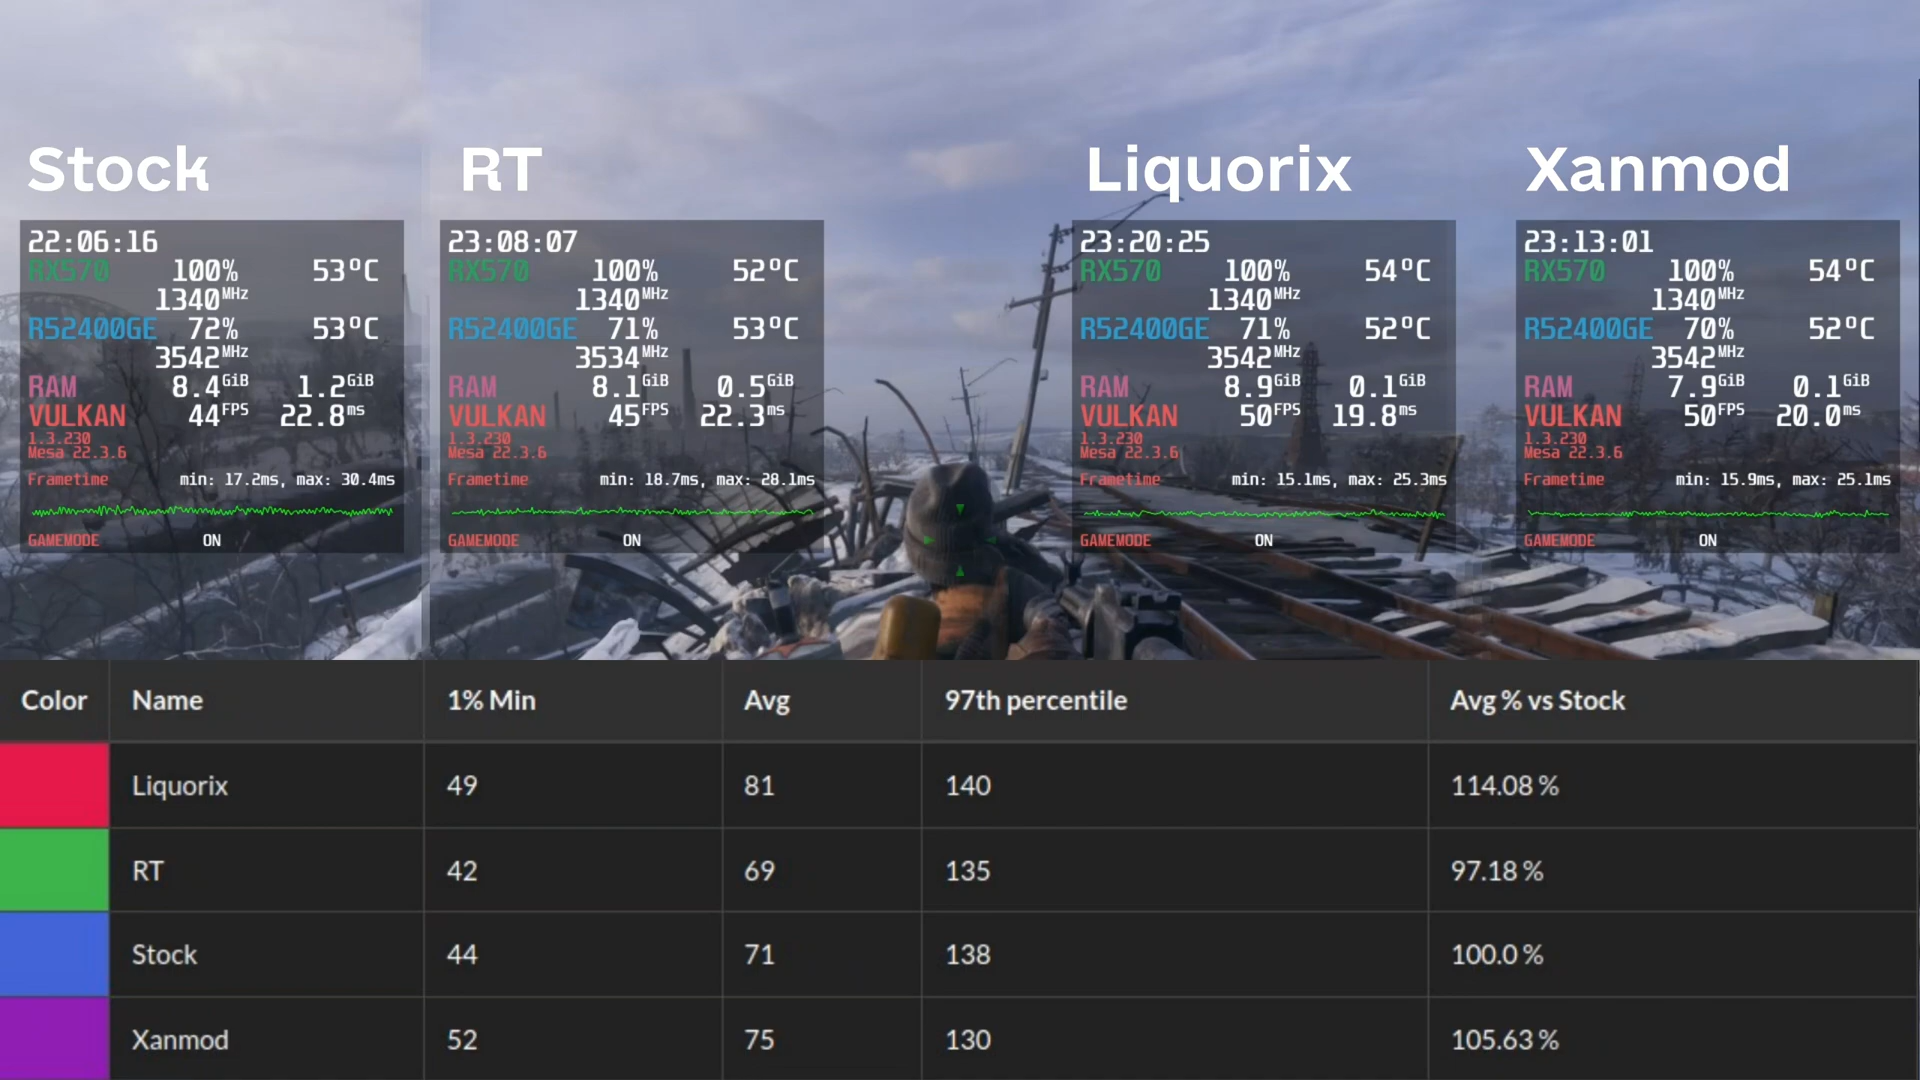 Stock
22:06:16
RX570 100% 53°C
1340MHz
R52400GE 72% 53°C
3542MHz
RAM 8.4GiB 1.2GiB
VULKAN 44FPS 22.8ms
1.3.230
Mesa 22.3.6
Frametime min: 17.2ms, max: 30.4ms
GAMEMODE ON
RT
23:08:07
RX570 100% 52°C
1340MHz
R52400GE 71% 53°C
3534MHz
RAM 8.1GiB 0.5GiB
VULKAN 45FPS 22.3ms
1.3.230
Mesa 22.3.6
Frametime min: 18.7ms, max: 28.1ms
GAMEMODE ON
Liquorix
23:20:25
RX570 100% 54°C
1340MHz
R52400GE 71% 52°C
3542MHz
RAM 8.9GiB 0.1GiB
VULKAN 50FPS 19.8ms
1.3.230
Mesa 22.3.6
Frametime min: 15.1ms, max: 25.3ms
GAMEMODE ON
Xanmod
23:13:01
RX570 100% 54°C
1340MHz
R52400GE 70% 52°C
3542MHz
RAM 7.9GiB 0.1GiB
VULKAN 50FPS 20.0ms
1.3.230
Mesa 22.3.6
Frametime min: 15.9ms, max: 25.1ms
GAMEMODE ON
Color Name 1% Min Avg 97th percentile Avg % vs Stock
Liquorix 49 81 140 114.08 %
RT 42 69 135 97.18 %
Stock 44 71 138 100.0 %
Xanmod 52 75 130 105.63 %